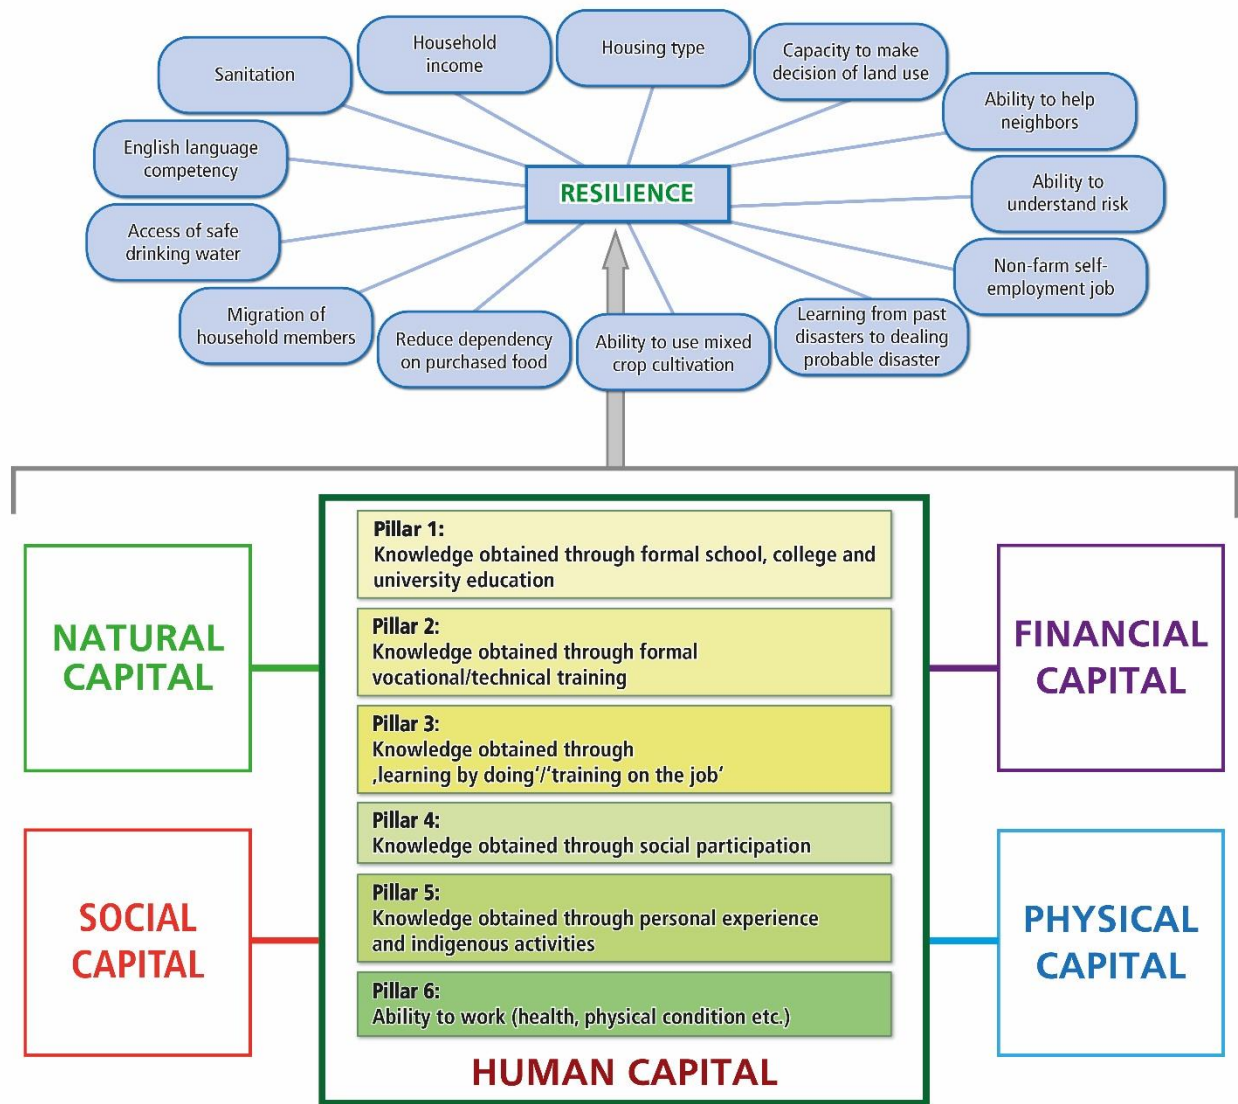 Household
income
Housing type
Capacity to make
decision of land use
Sanitation
Ability to help
neighbors
English language
competency
RESILIENCE
Ability to
understand risk
Access of safe
drinking water
Non-farm self-
employment job
Migration of
household members
Reduce dependency
on purchased food
Ability to use mixed
crop cultivation
Learning from past
disasters to dealing
probable disaster
Pillar 1:
Knowledge obtained through formal school, college and
university education
Pillar 2:
Knowledge obtained through formal
vocational/technical training
Pillar 3:
Knowledge obtained through
‚learning by doing‘/‘training on the job‘
Pillar 4:
Knowledge obtained through social participation
Pillar 5:
Knowledge obtained through personal experience
and indigenous activities
Pillar 6:
Ability to work (health, physical condition etc.)
HUMAN CAPITAL
NATURAL
CAPITAL
SOCIAL
CAPITAL
FINANCIAL
CAPITAL
PHYSICAL
CAPITAL